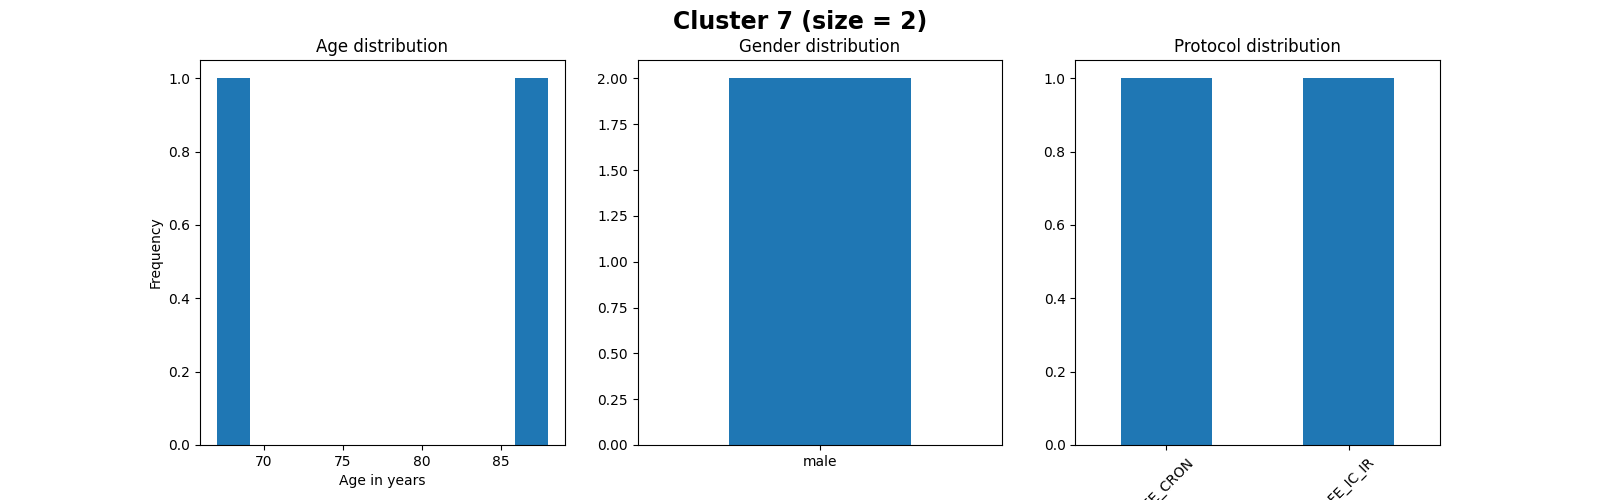 Cluster 7 (size = 2)
Age distribution
Gender distribution
Protocol distribution
1.0
0.8
0.6
0.4
0.2
0.0
Frequency
70
75
80
85
Age in years
2.00
1.75
1.50
1.25
1.00
0.75
0.50
0.25
0.00
male
1.0
0.8
0.6
0.4
0.2
0.0
E_CRON
FE_IC_IR